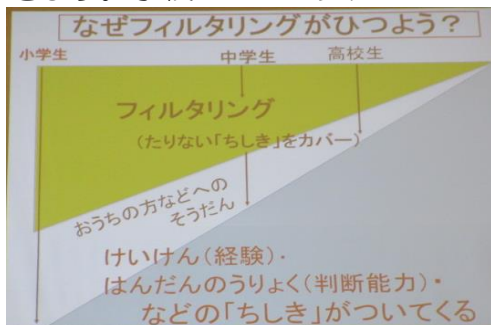 なぜフィルタリングがひつよう？
小学生
中学生
高校生
フィルタリング
（たりない「ちしき」をカバー）
おうちの方などへの
そうだん
けいけん（経験）・
はんだんのうりょく（判断能力）・
などの「ちしき」がついてくる